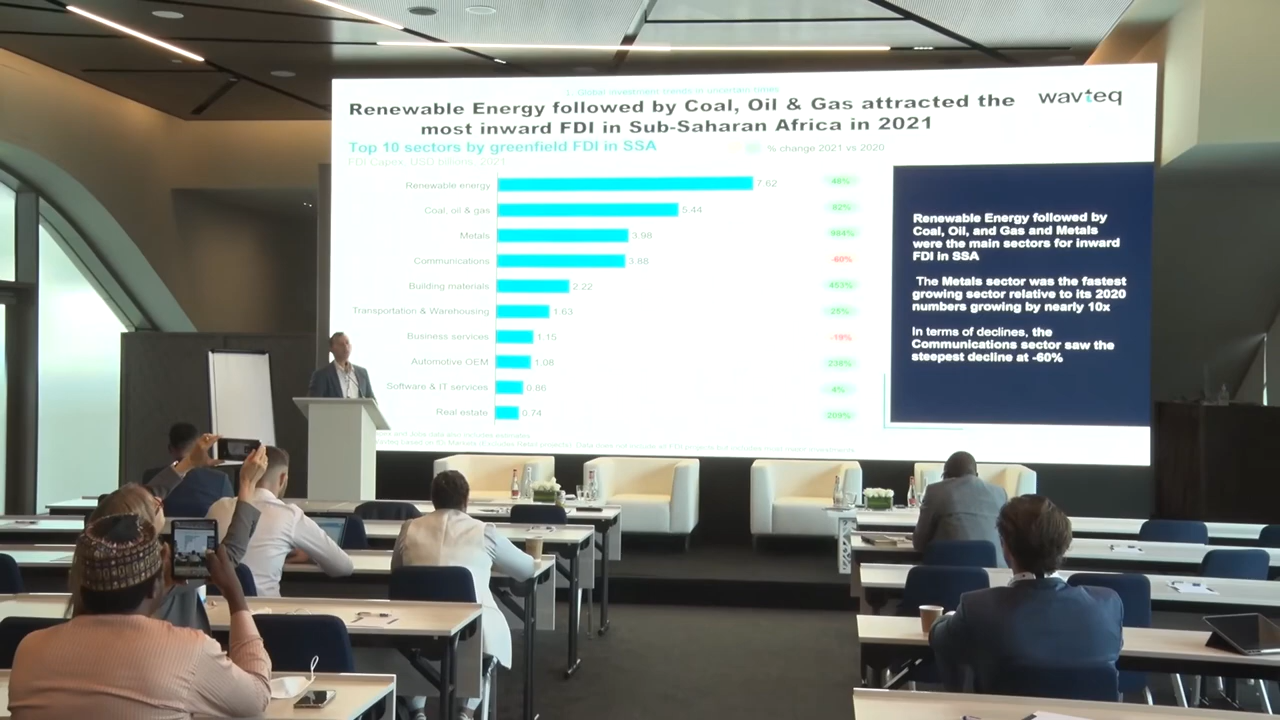 1. Global investment trends in uncertain times
Renewable Energy followed by Coal, Oil & Gas attracted the
most inward FDI in Sub-Saharan Africa in 2021
wavteq
Top 10 sectors by greenfield FDI in SSA
% change 2021 vs 2020
FDI Capex, USD billions, 2021
Renewable energy 7.62 46%
Coal, oil & gas 5.44 82%
Metals 3.98 984%
Communications 3.88 -60%
Building materials 2.22 453%
Transportation & Warehousing 1.63 25%
Business services 1.15 -19%
Automotive OEM 1.08 238%
Software & IT services 0.86 4%
Real estate 0.74 209%
Renewable Energy followed by
Coal, Oil, and Gas and Metals
were the main sectors for inward
FDI in SSA
The Metals sector was the fastest
growing sector relative to its 2020
numbers growing by nearly 10x
In terms of declines, the
Communications sector saw the
steepest decline at -60%